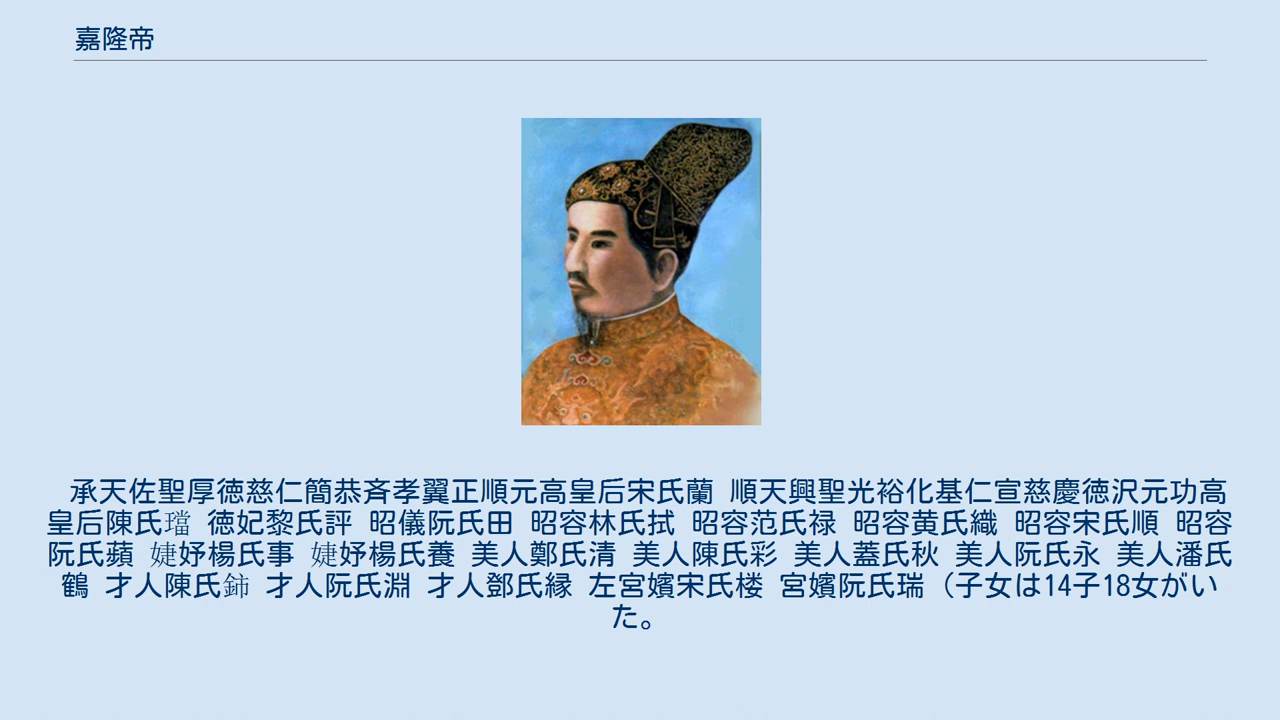 嘉隆帝
承天佐聖厚徳慈仁簡恭斉孝翼正順元高皇后宋氏蘭 順天興聖光裕化基仁宣慈慶徳沢元功高
皇后陳氏璫 徳妃黎氏評 昭儀阮氏田 昭容林氏拭 昭容范氏禄 昭容黄氏織 昭容宋氏順 昭容
阮氏蘋 婕妤楊氏事 婕妤楊氏養 美人鄭氏清 美人陳氏彩 美人蓋氏秋 美人阮氏永 美人潘氏
鶴 才人陳氏鈰 才人阮氏淵 才人鄧氏縁 左宮嬪宋氏楼 宮嬪阮氏瑞（子女は14子18女がい
た。